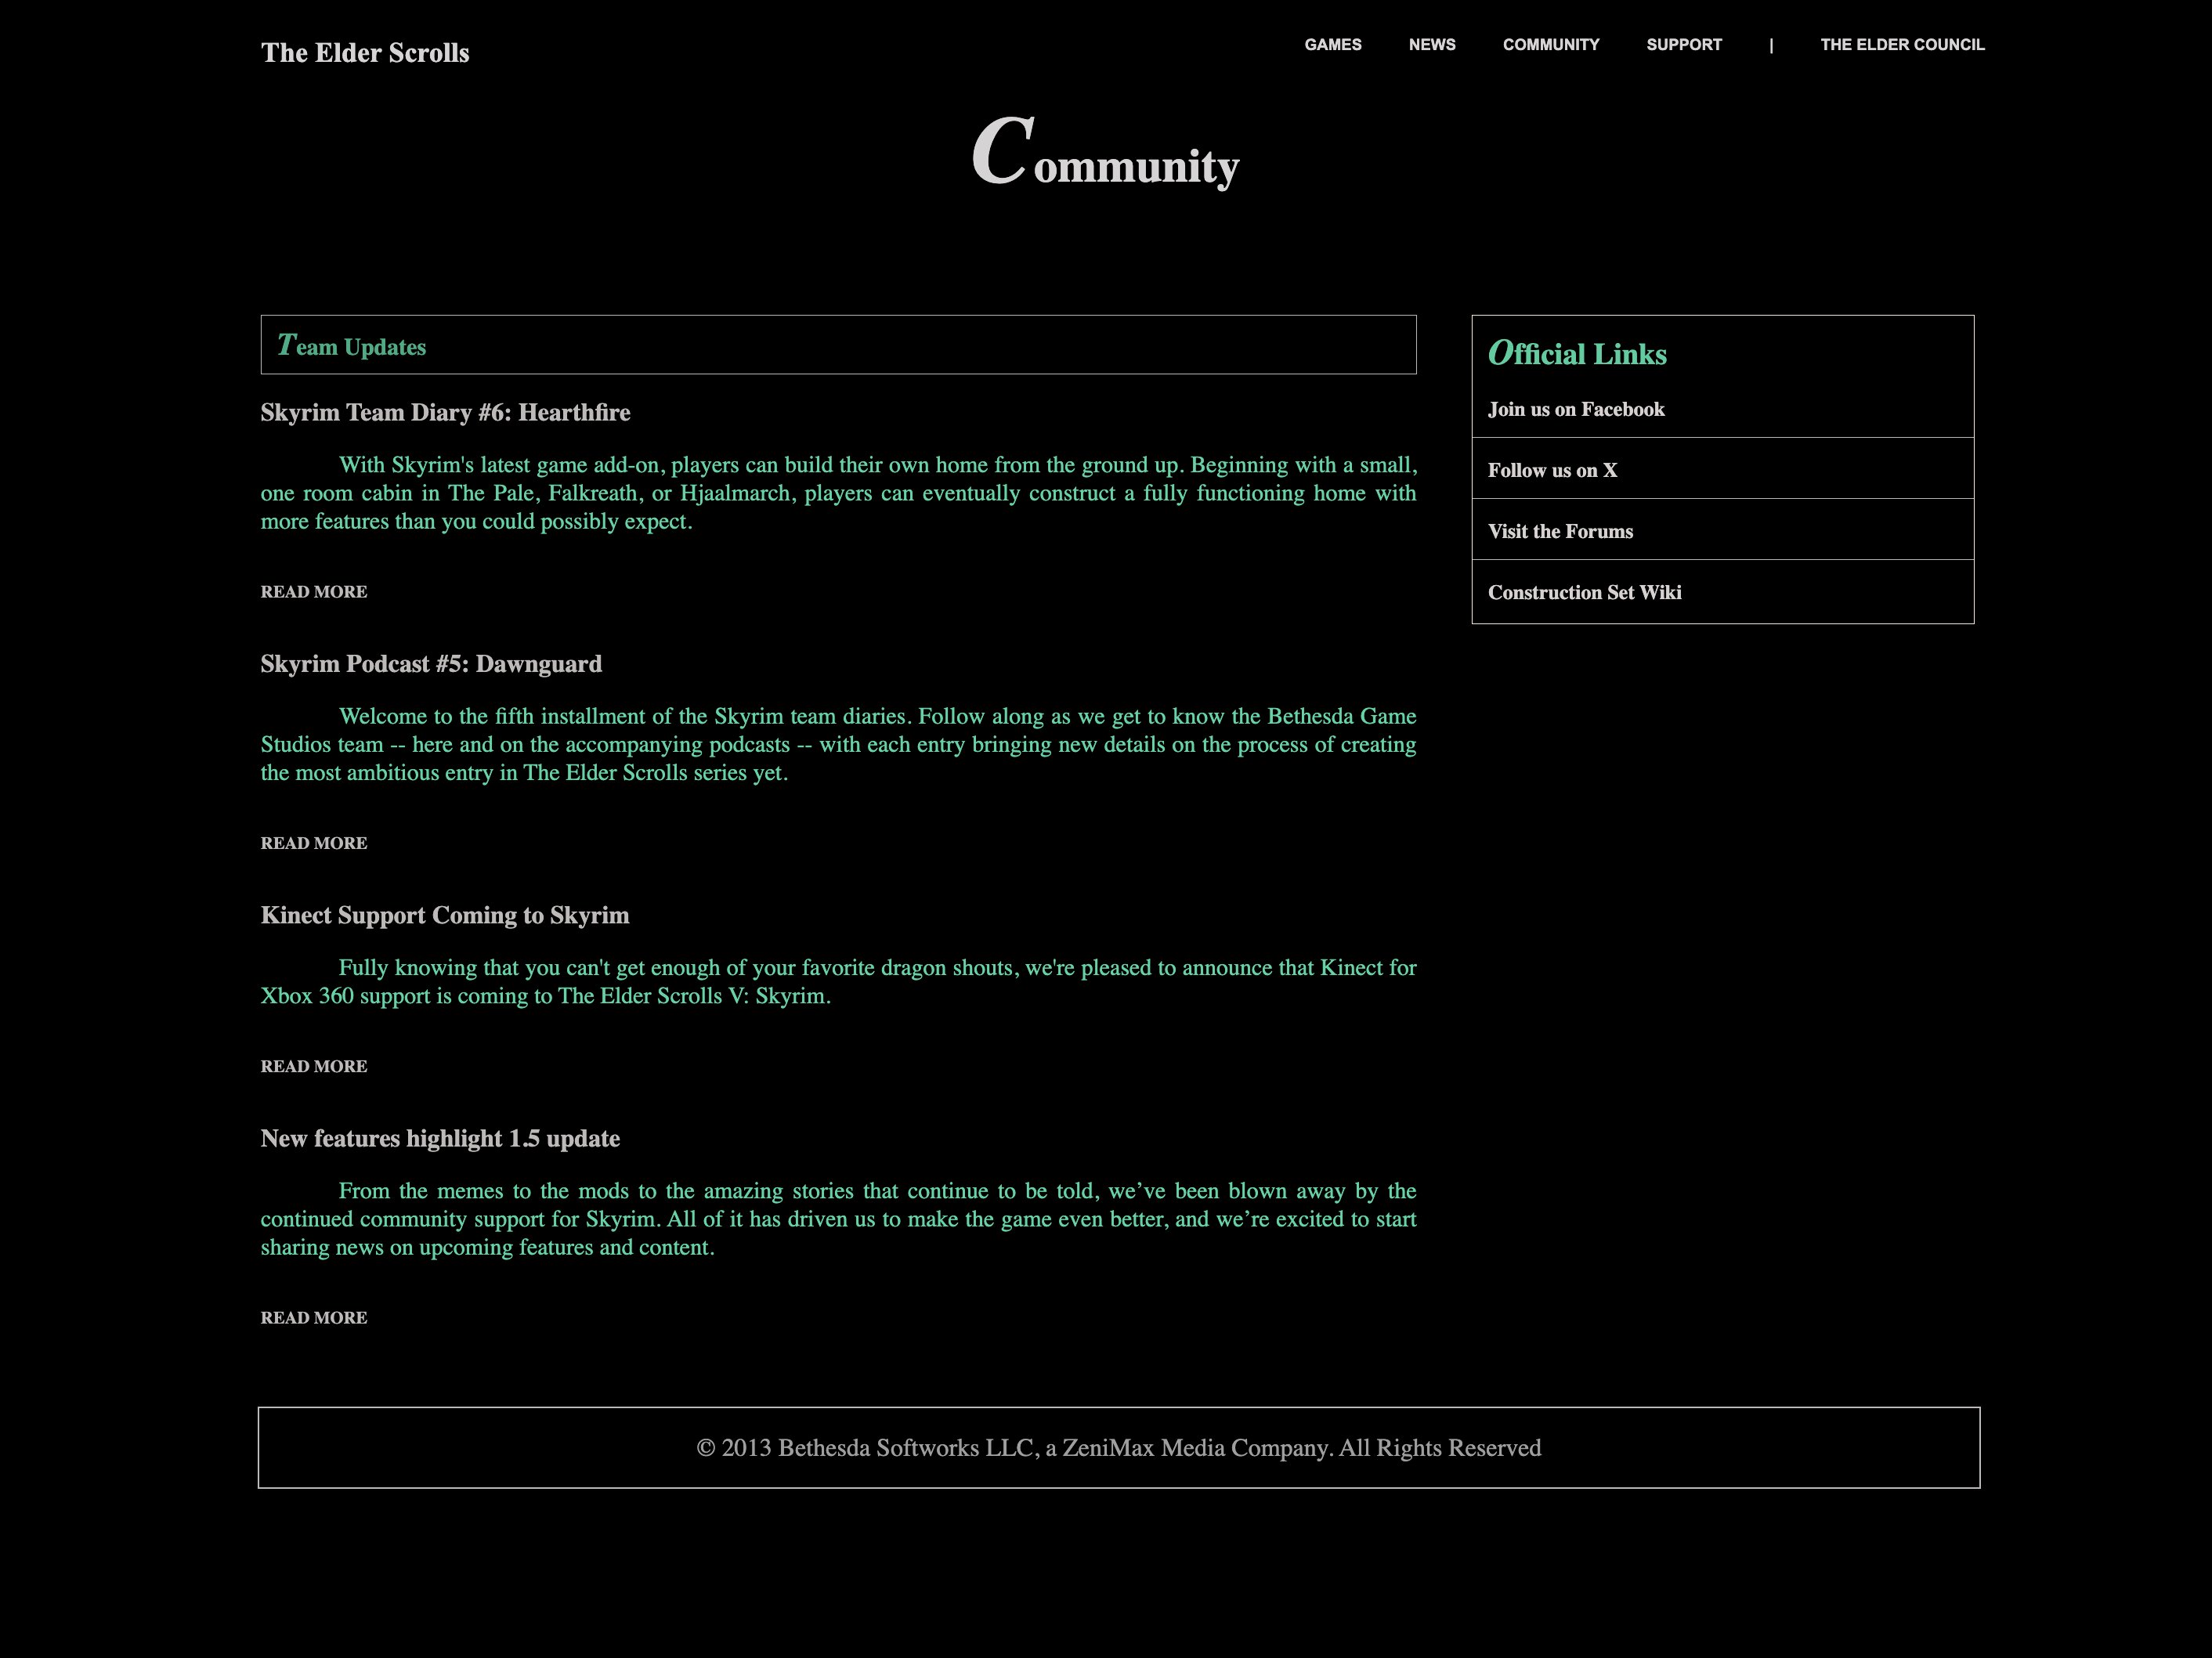 The Elder Scrolls
GAMES NEWS COMMUNITY SUPPORT | THE ELDER COUNCIL
Community
Team Updates
Skyrim Team Diary #6: Hearthfire
With Skyrim's latest game add-on, players can build their own home from the ground up. Beginning with a small,
one room cabin in The Pale, Falkreath, or Hjaalmarch, players can eventually construct a fully functioning home with
more features than you could possibly expect.
READ MORE
Skyrim Podcast #5: Dawnguard
Welcome to the fifth installment of the Skyrim team diaries. Follow along as we get to know the Bethesda Game
Studios team -- here and on the accompanying podcasts -- with each entry bringing new details on the process of creating
the most ambitious entry in The Elder Scrolls series yet.
READ MORE
Kinect Support Coming to Skyrim
Fully knowing that you can't get enough of your favorite dragon shouts, we're pleased to announce that Kinect for
Xbox 360 support is coming to The Elder Scrolls V: Skyrim.
READ MORE
New features highlight 1.5 update
From the memes to the mods to the amazing stories that continue to be told, we’ve been blown away by the
continued community support for Skyrim. All of it has driven us to make the game even better, and we’re excited to start
sharing news on upcoming features and content.
READ MORE
Official Links
Join us on Facebook
Follow us on X
Visit the Forums
Construction Set Wiki
© 2013 Bethesda Softworks LLC, a ZeniMax Media Company. All Rights Reserved